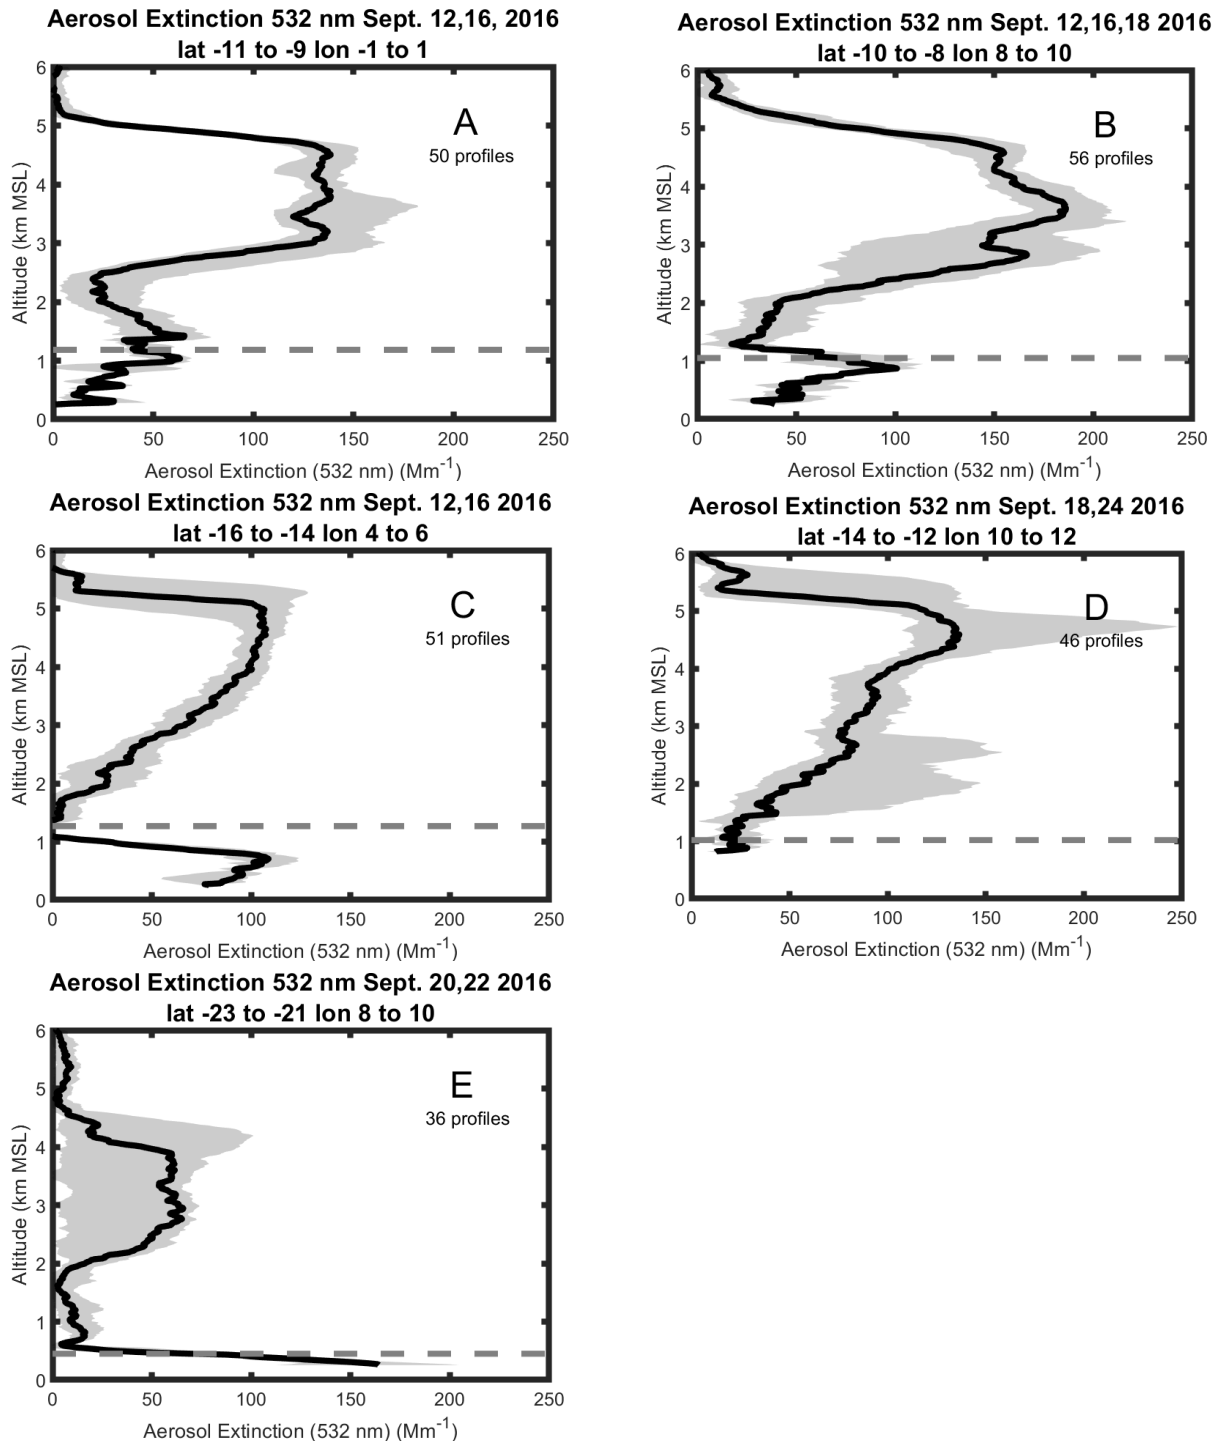 Aerosol Extinction 532 nm Sept. 12,16, 2016
lat -11 to -9 lon -1 to 1
6
5
4
3
2
1
0
Altitude (km MSL)
A
50 profiles
0 50 100 150 200 250
Aerosol Extinction (532 nm) (Mm-1)
Aerosol Extinction 532 nm Sept. 12,16,18 2016
lat -10 to -8 lon 8 to 10
6
5
4
3
2
1
0
Altitude (km MSL)
B
56 profiles
0 50 100 150 200 250
Aerosol Extinction (532 nm) (Mm-1)
Aerosol Extinction 532 nm Sept. 12,16 2016
lat -16 to -14 lon 4 to 6
6
5
4
3
2
1
0
Altitude (km MSL)
C
51 profiles
0 50 100 150 200 250
Aerosol Extinction (532 nm) (Mm-1)
Aerosol Extinction 532 nm Sept. 18,24 2016
lat -14 to -12 lon 10 to 12
6
5
4
3
2
1
0
Altitude (km MSL)
D
46 profiles
0 50 100 150 200 250
Aerosol Extinction (532 nm) (Mm-1)
Aerosol Extinction 532 nm Sept. 20,22 2016
lat -23 to -21 lon 8 to 10
6
5
4
3
2
1
0
Altitude (km MSL)
E
36 profiles
0 50 100 150 200 250
Aerosol Extinction (532 nm) (Mm-1)